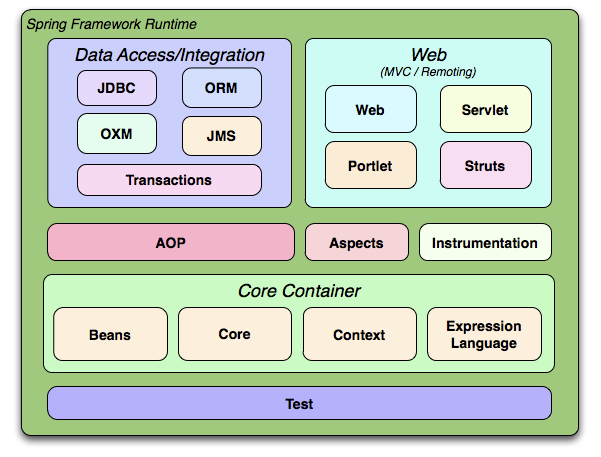 Spring Framework Runtime
Data Access/Integration
JDBC
ORM
OXM
JMS
Transactions
Web
(MVC / Remoting)
Web
Servlet
Portlet
Struts
AOP
Aspects
Instrumentation
Core Container
Beans
Core
Context
Expression
Language
Test